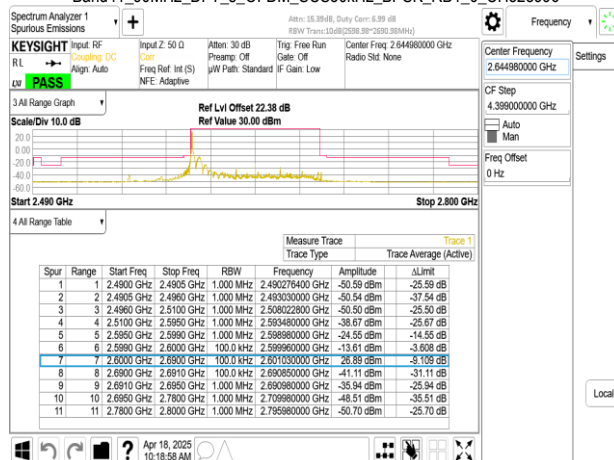 Spectrum Analyzer 1
Spurious Emissions
Attn: 15.39dB, Duty Corr: 6.99 dB
RBW Trans:10dB(2598.98~2690.98MHz)
Frequency
Settings
KEYSIGHT
RL
PASS
Input: RF
Coupling: DC
Align: Auto
Input Z: 50 Ω
Corr
Freq Ref: Int (S)
NFE: Adaptive
Atten: 30 dB
Preamp: Off
µW Path: Standard
Trig: Free Run
Gate: Off
IF Gain: Low
Center Freq: 2.644980000 GHz
Radio Std: None
Center Frequency
2.644980000 GHz
CF Step
4.399000000 GHz
Auto
Man
Freq Offset
0 Hz
Local
3 All Range Graph
Scale/Div 10.0 dB
Ref Lvl Offset 22.38 dB
Ref Value 30.00 dBm
20.0
0.00
-20.0
-40.0
-60.0
Start 2.490 GHz
Stop 2.800 GHz
4 All Range Table
Measure Trace Trace 1
Trace Type Trace Average (Active)
Spur Range Start Freq Stop Freq RBW Frequency Amplitude ΔLimit
1 1 2.4900 GHz 2.4905 GHz 1.000 MHz 2.490276400 GHz -50.59 dBm -25.59 dB
2 2 2.4905 GHz 2.4960 GHz 1.000 MHz 2.493030000 GHz -50.54 dBm -37.54 dB
3 3 2.4960 GHz 2.5100 GHz 1.000 MHz 2.508022800 GHz -50.50 dBm -25.50 dB
4 4 2.5100 GHz 2.5950 GHz 1.000 MHz 2.593480000 GHz -38.67 dBm -25.67 dB
5 5 2.5950 GHz 2.5990 GHz 1.000 MHz 2.598980000 GHz -24.55 dBm -14.55 dB
6 6 2.5990 GHz 2.6000 GHz 100.0 kHz 2.599960000 GHz -13.61 dBm -3.608 dB
7 7 2.6000 GHz 2.6900 GHz 100.0 kHz 2.601030000 GHz 26.89 dBm -9.109 dB
8 8 2.6900 GHz 2.6910 GHz 100.0 kHz 2.690850000 GHz -41.11 dBm -31.11 dB
9 9 2.6910 GHz 2.6950 GHz 1.000 MHz 2.690980000 GHz -35.94 dBm -25.94 dB
10 10 2.6950 GHz 2.7800 GHz 1.000 MHz 2.709980000 GHz -48.51 dBm -35.51 dB
11 11 2.7800 GHz 2.8000 GHz 1.000 MHz 2.795980000 GHz -50.70 dBm -25.70 dB
?
Apr 18, 2025
10:18:58 AM